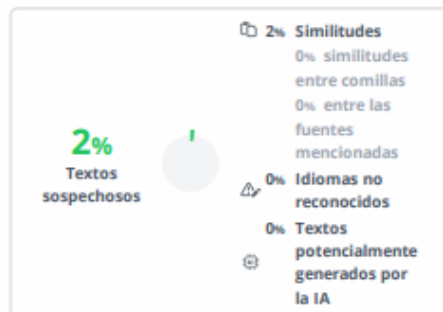 2%
Textos
sospechosos
2% Similitudes
0% similitudes
entre comillas
0% entre las
fuentes
mencionadas
0% Idiomas no
reconocidos
0% Textos
potencialmente
generados por
la IA